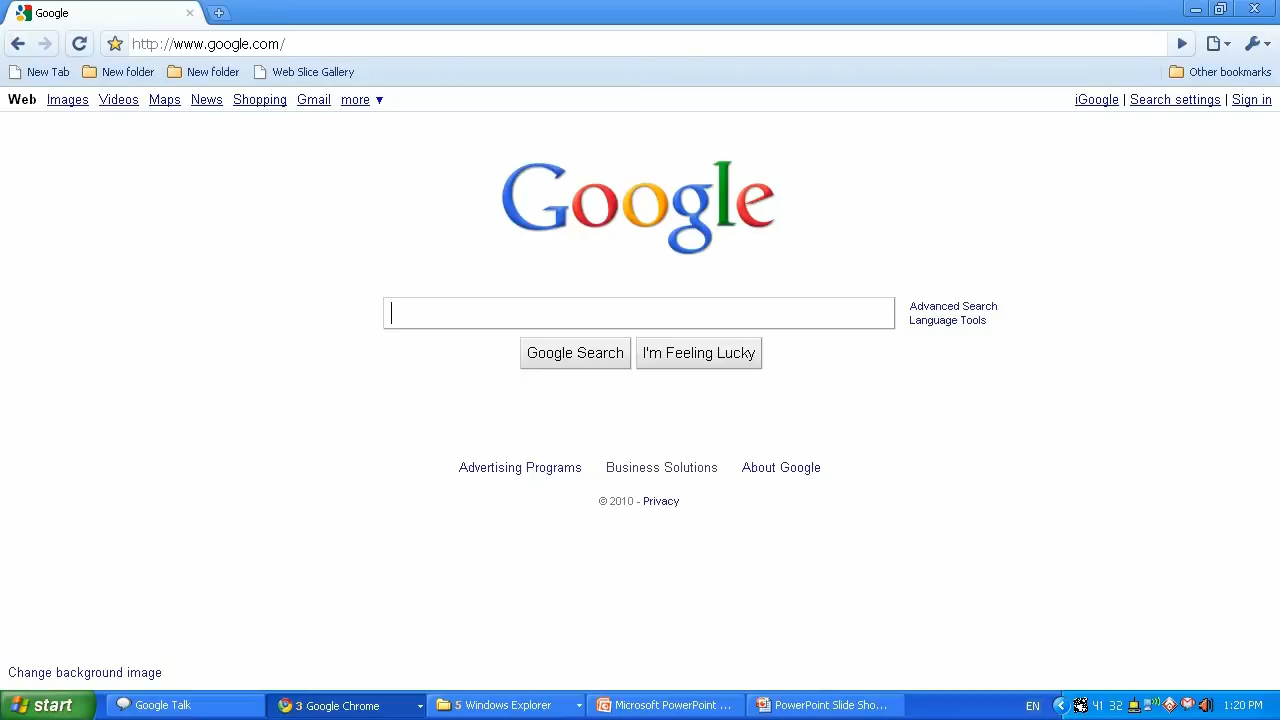 Google
http://www.google.com/
New Tab New folder New folder Web Slice Gallery Other bookmarks
Web Images Videos Maps News Shopping Gmail more ▼ iGoogle | Search settings | Sign in
Google
Advanced Search
Language Tools
Google Search I'm Feeling Lucky
Advertising Programs Business Solutions About Google
© 2010 - Privacy
Change background image
start Google Talk 3 Google Chrome 5 Windows Explorer Microsoft PowerPoint ... PowerPoint Slide Sho... EN 41 32 1:20 PM